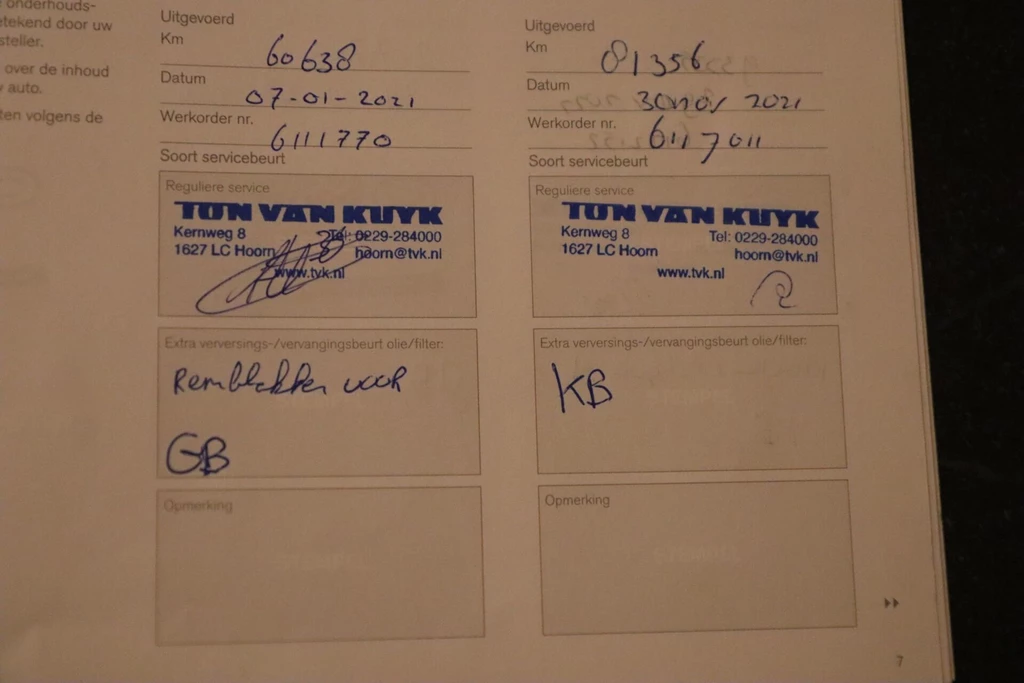 onderhouds-
etekend door uw
steller.
over de inhoud
auto.
ten volgens de
Uitgevoerd
Km
60638
Datum
07-01-2021
Werkorder nr.
6111770
Soort servicebeurt
Reguliere service
TON VAN KUYK
Kernweg 8 Tel: 0229-284000
1627 LC Hoorn hoorn@tvk.nl
www.tvk.nl
Extra verversings-/vervangingsbeurt olie/filter:
Remblokken voor
GB
Opmerking
Uitgevoerd
Km
81356
Datum
30 nov 2021
Werkorder nr.
6117011
Soort servicebeurt
Reguliere service
TON VAN KUYK
Kernweg 8 Tel: 0229-284000
1627 LC Hoorn hoorn@tvk.nl
www.tvk.nl
Extra verversings-/vervangingsbeurt olie/filter:
KB
Opmerking
7